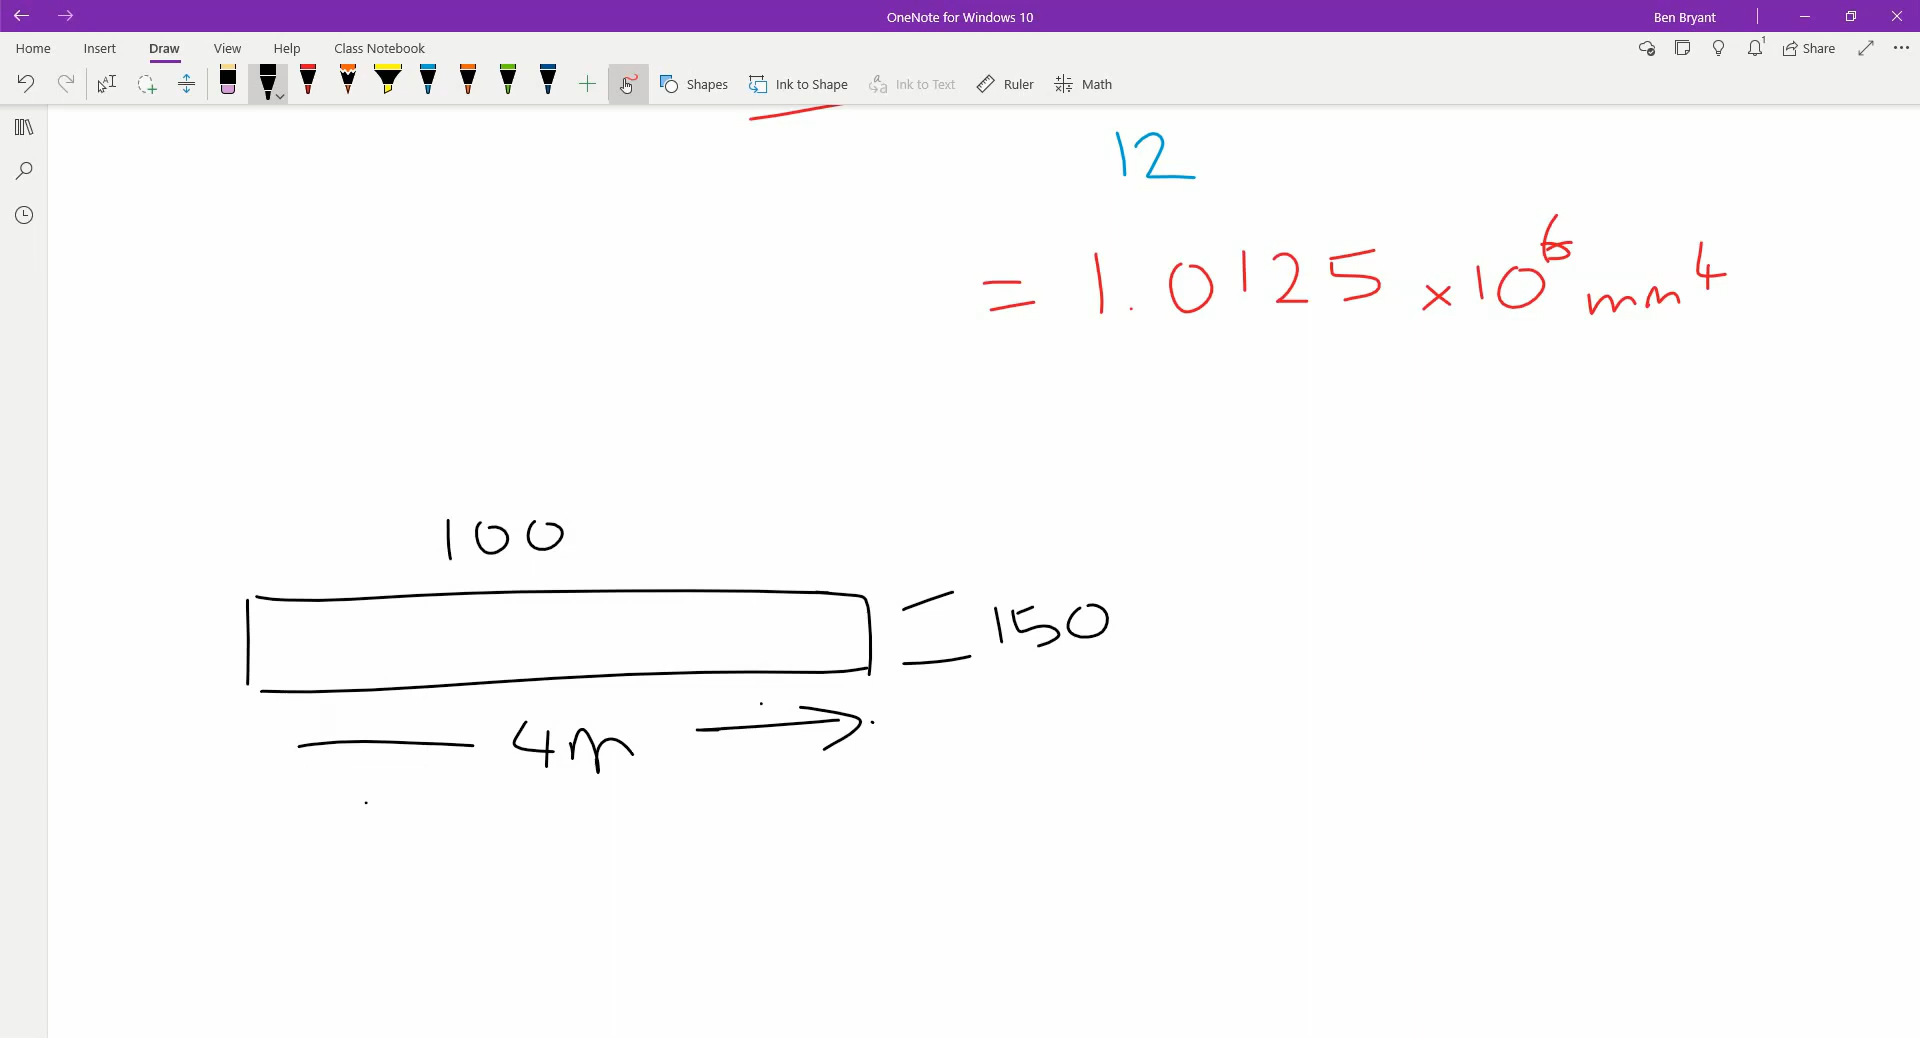 OneNote for Windows 10
Ben Bryant
Home Insert Draw View Help Class Notebook
Share
Shapes Ink to Shape Ink to Text Ruler Math
12
= 1.0125 ×10⁶ mm⁴
100
150
4m